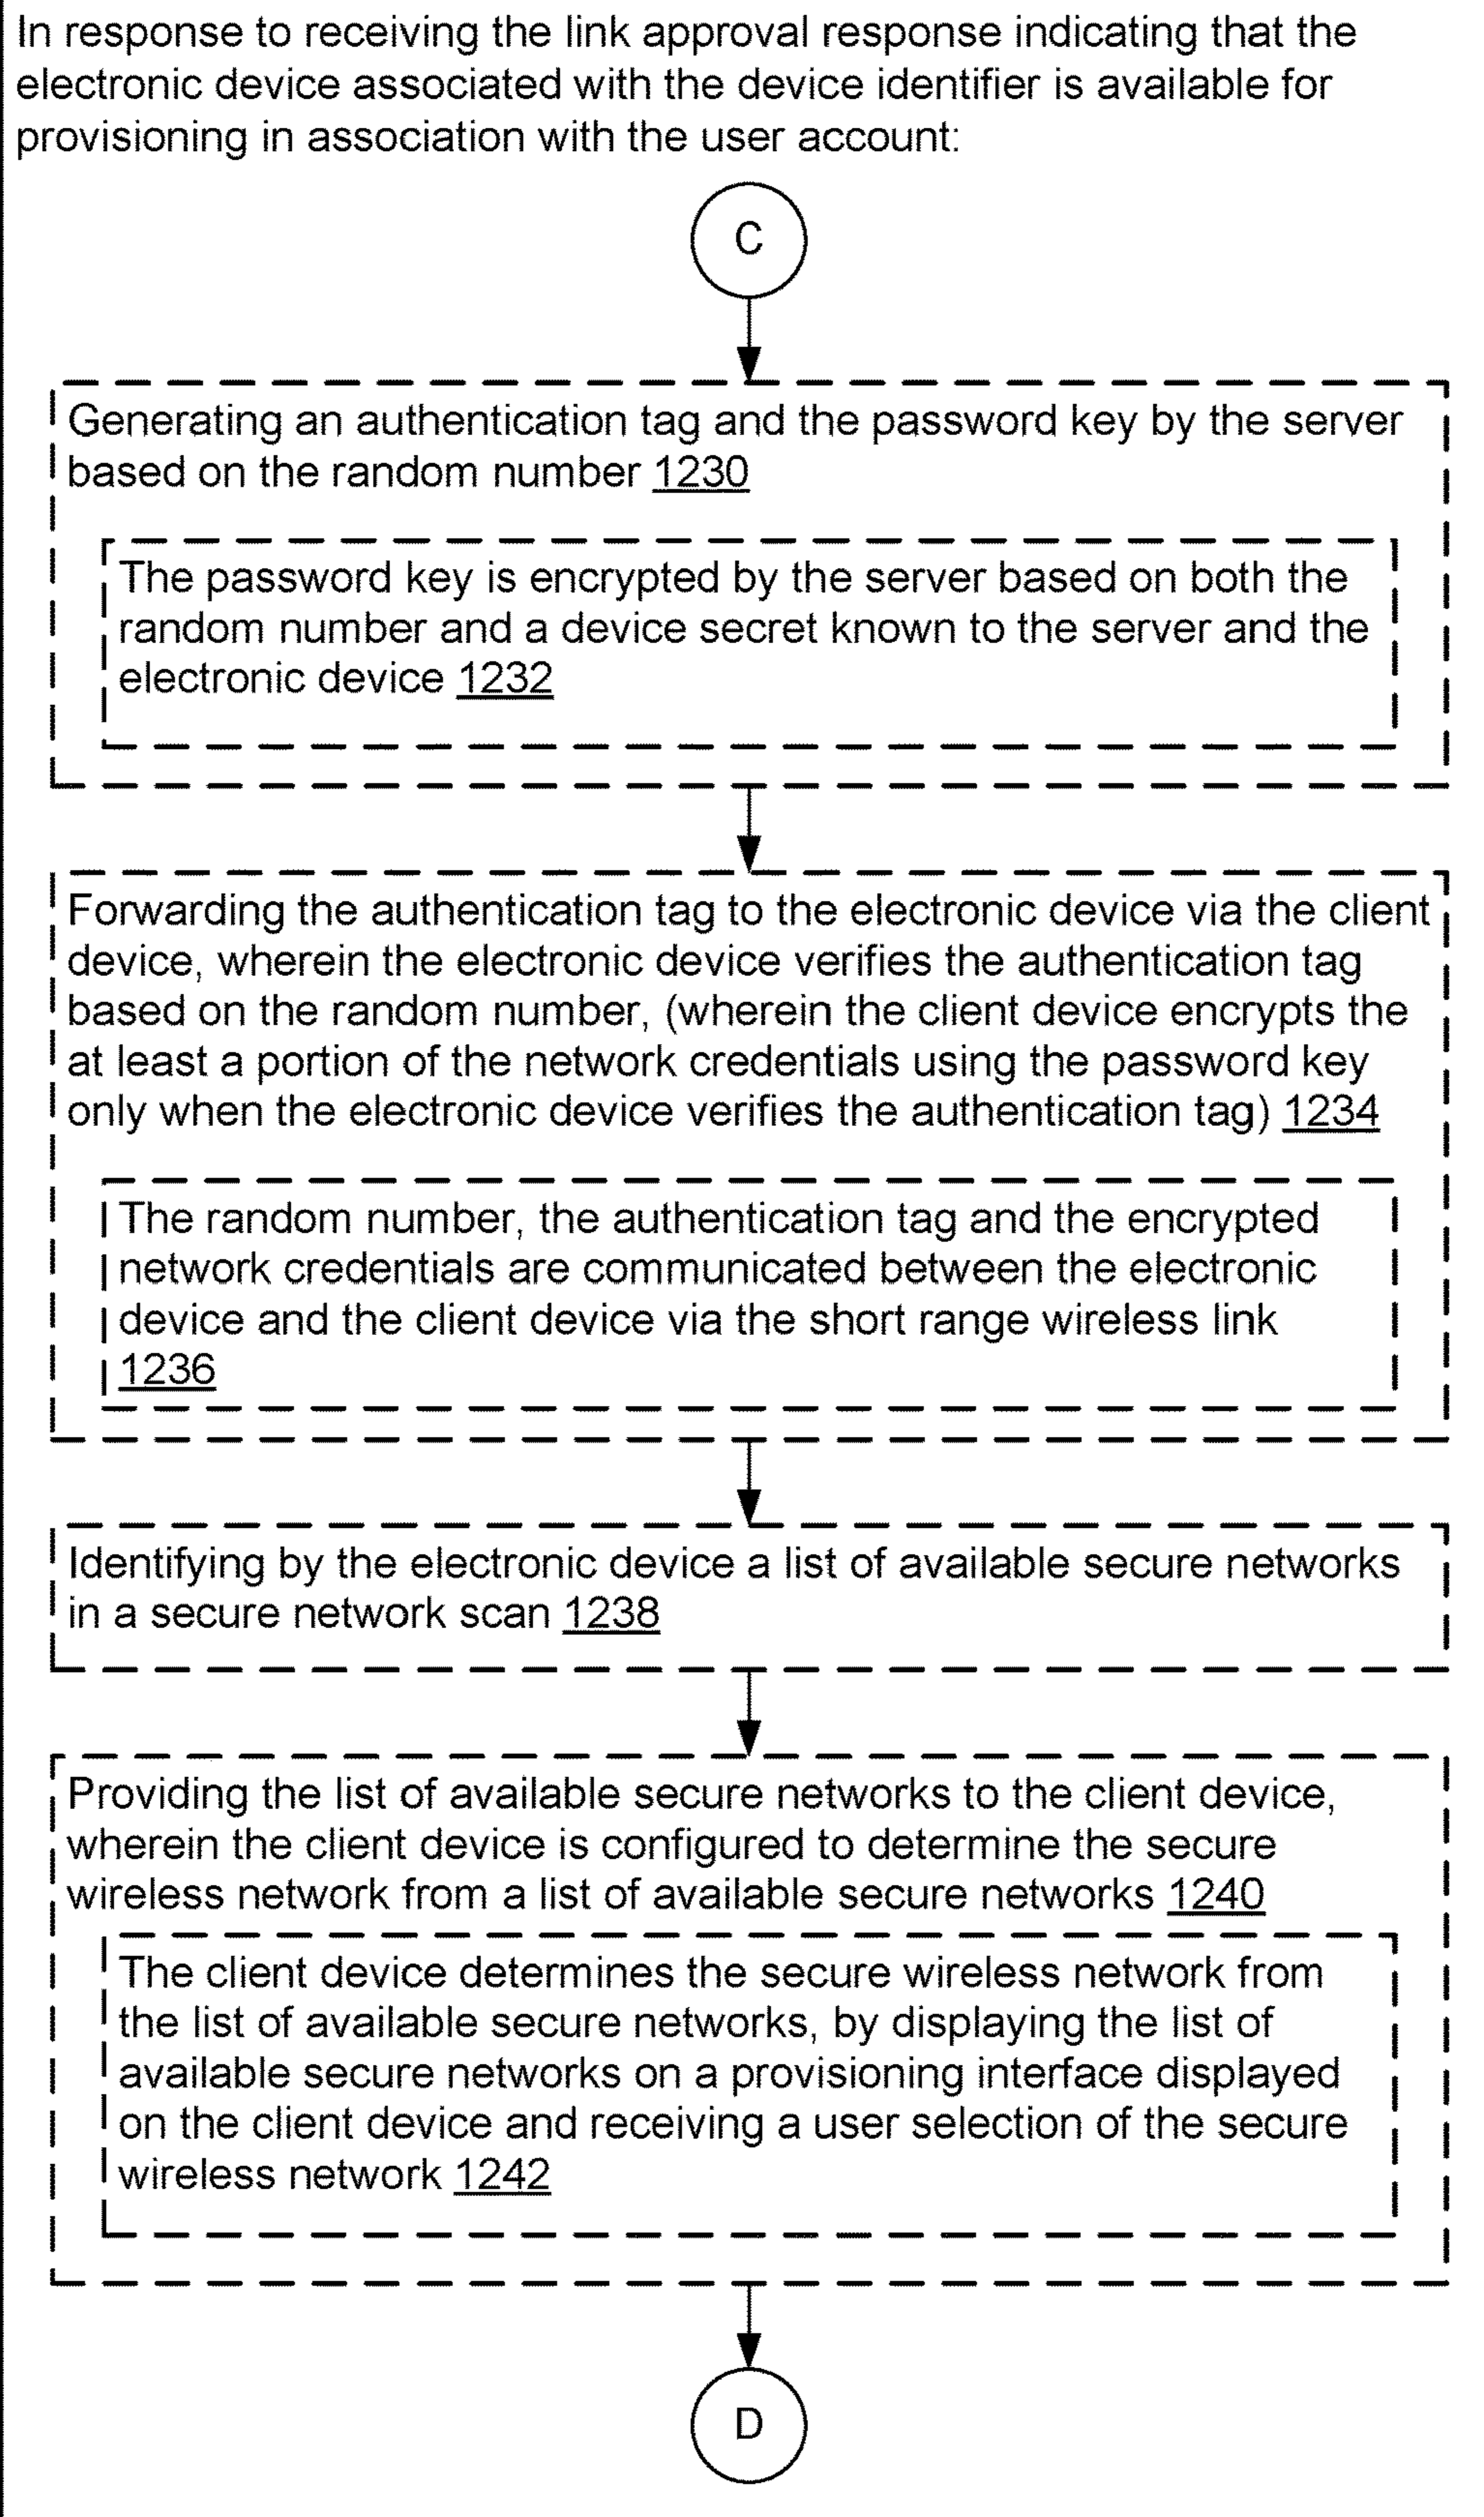 In response to receiving the link approval response indicating that the
electronic device associated with the device identifier is available for
provisioning in association with the user account:
C
Generating an authentication tag and the password key by the server
based on the random number 1230
The password key is encrypted by the server based on both the
random number and a device secret known to the server and the
electronic device 1232
Forwarding the authentication tag to the electronic device via the client
device, wherein the electronic device verifies the authentication tag
based on the random number, (wherein the client device encrypts the
at least a portion of the network credentials using the password key
only when the electronic device verifies the authentication tag) 1234
The random number, the authentication tag and the encrypted
network credentials are communicated between the electronic
device and the client device via the short range wireless link
1236
Identifying by the electronic device a list of available secure networks
in a secure network scan 1238
Providing the list of available secure networks to the client device,
wherein the client device is configured to determine the secure
wireless network from a list of available secure networks 1240
The client device determines the secure wireless network from
the list of available secure networks, by displaying the list of
available secure networks on a provisioning interface displayed
on the client device and receiving a user selection of the secure
wireless network 1242
D